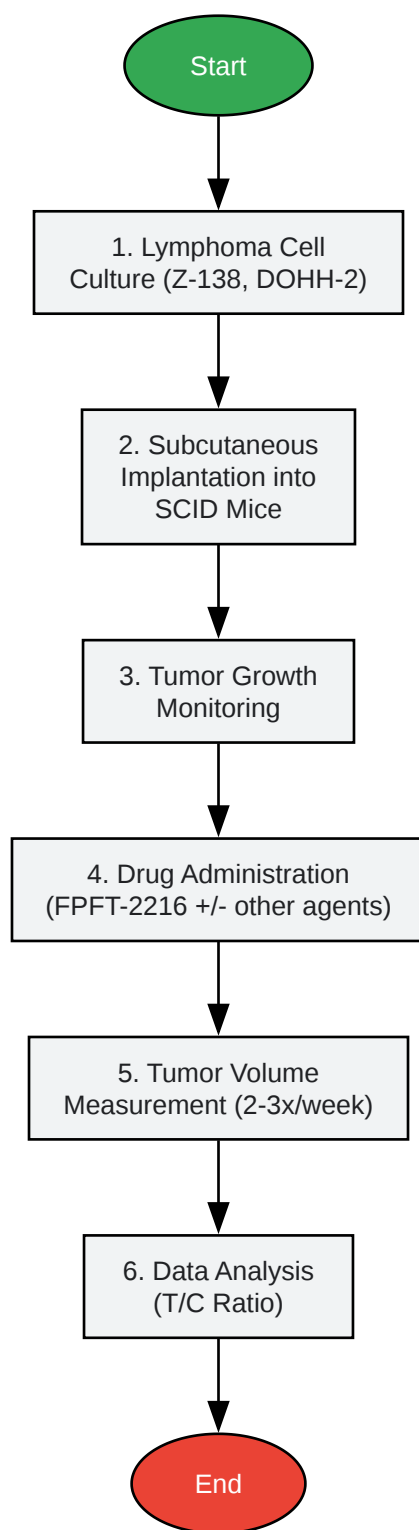 Start
1. Lymphoma Cell
Culture (Z-138, DOHH-2)
2. Subcutaneous
Implantation into
SCID Mice
3. Tumor Growth
Monitoring
4. Drug Administration
(FPFT-2216 +/- other agents)
5. Tumor Volume
Measurement (2-3x/week)
6. Data Analysis
(T/C Ratio)
End